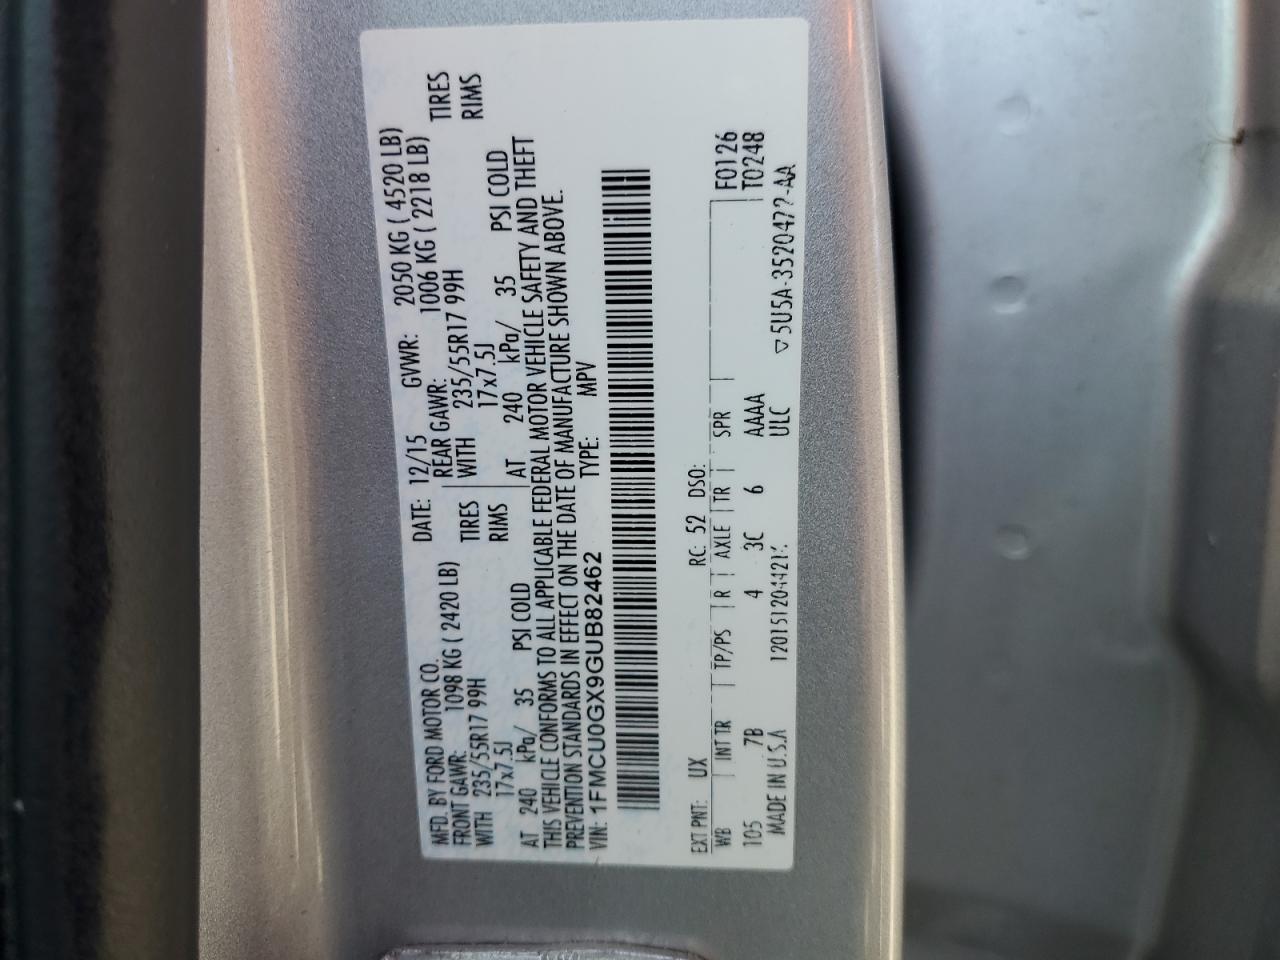 MFD. BY FORD MOTOR CO.
DATE: 12/15 GVWR: 2050 KG ( 4520 LB)
FRONT GAWR: 1098 KG ( 2420 LB) REAR GAWR: 1006 KG ( 2218 LB)
WITH 235/55R17 99H TIRES WITH 235/55R17 99H TIRES
17x7.5J RIMS 17x7.5J RIMS
AT 240 kPa/ 35 PSI COLD AT 240 kPa/ 35 PSI COLD
THIS VEHICLE CONFORMS TO ALL APPLICABLE FEDERAL MOTOR VEHICLE SAFETY AND THEFT
PREVENTION STANDARDS IN EFFECT ON THE DATE OF MANUFACTURE SHOWN ABOVE.
VIN: 1FMCU0GX9GUB82462 TYPE: MPV
EXT PNT: UX RC: 52 DSO:
WB INT TR TP/PS R AXLE TR SPR F0126
105 7B 4 3C 6 AAAA T0248
MADE IN U.S.A ULC